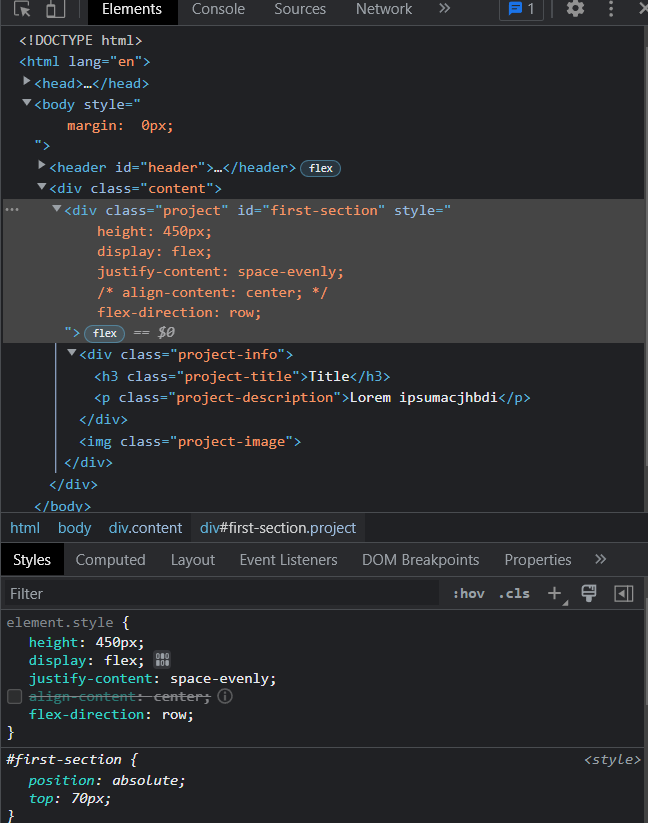 Elements Console Sources Network » 1
<!DOCTYPE html>
<html lang="en">
<head>…</head>
<body style="
margin:  0px;
">
<header id="header">…</header> flex
<div class="content">
… <div class="project" id="first-section" style="
height: 450px;
display: flex;
justify-content: space-evenly;
/* align-content: center; */
flex-direction: row;
"> flex == $0
<div class="project-info">
<h3 class="project-title">Title</h3>
<p class="project-description">Lorem ipsumacjhbdi</p>
</div>
<img class="project-image">
</div>
</div>
</body>
html body div.content div#first-section.project
Styles Computed Layout Event Listeners DOM Breakpoints Properties »
Filter :hov .cls +
element.style {
height: 450px;
display: flex;
justify-content: space-evenly;
align-content: center;
flex-direction: row;
}
#first-section { <style>
position: absolute;
top: 70px;
}